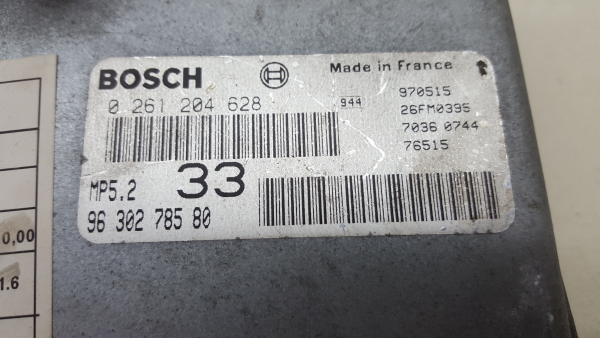 BOSCH
Made in France
0 261 204 628
944
970515
26FM0395
7036 0744
76515
MP5.2
33
96 302 785 80
0,00
1.6